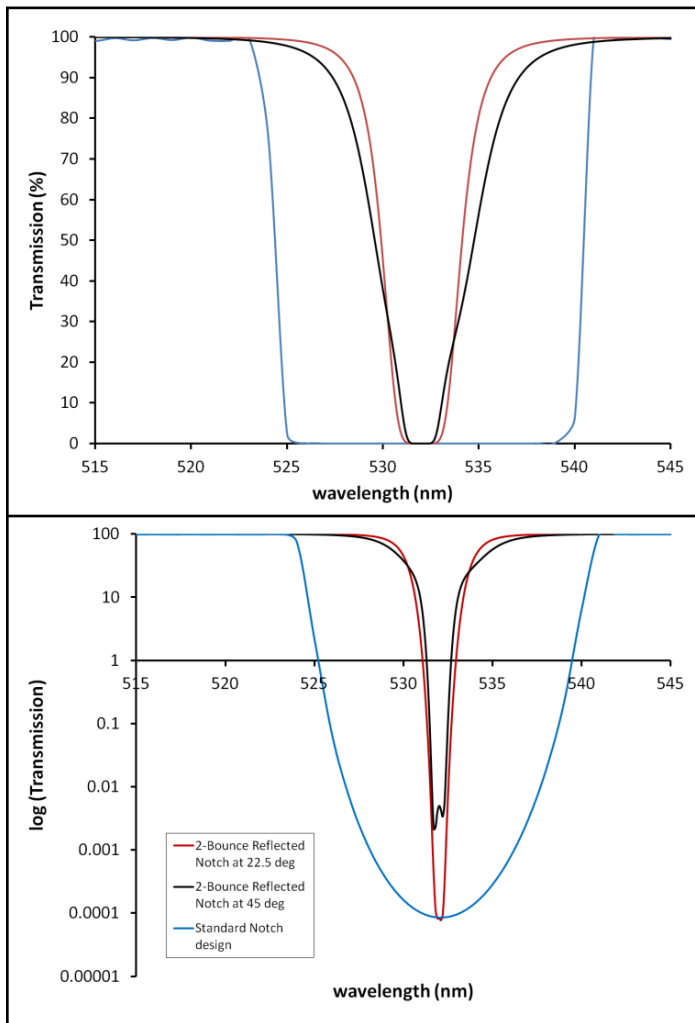 100
90
80
70
60
50
40
30
20
10
0
Transmission (%)
515 520 525 530 535 540 545
wavelength (nm)
100
10
1
0.1
0.01
0.001
0.0001
0.00001
log (Transmission)
515 520 525 530 535 540 545
2-Bounce Reflected
Notch at 22.5 deg
2-Bounce Reflected
Notch at 45 deg
Standard Notch
design
wavelength (nm)